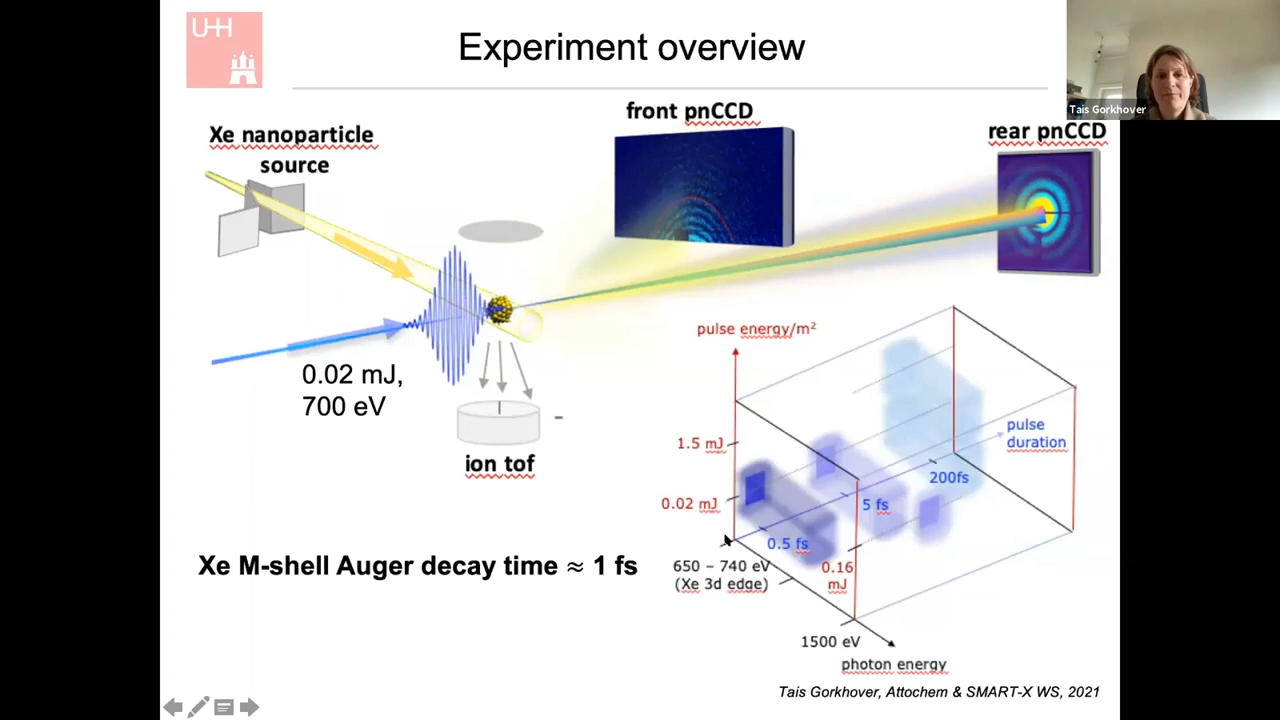 UHH
Experiment overview
Tais Gorkhover
Xe nanoparticle
source
front pnCCD
rear pnCCD
0.02 mJ,
700 eV
ion tof
pulse energy/m²
1.5 mJ
0.02 mJ
pulse
duration
200fs
5 fs
0.5 fs
650 – 740 eV
(Xe 3d edge)
0.16
mJ
1500 eV
photon energy
Xe M-shell Auger decay time ≈ 1 fs
Tais Gorkhover, Attochem & SMART-X WS, 2021